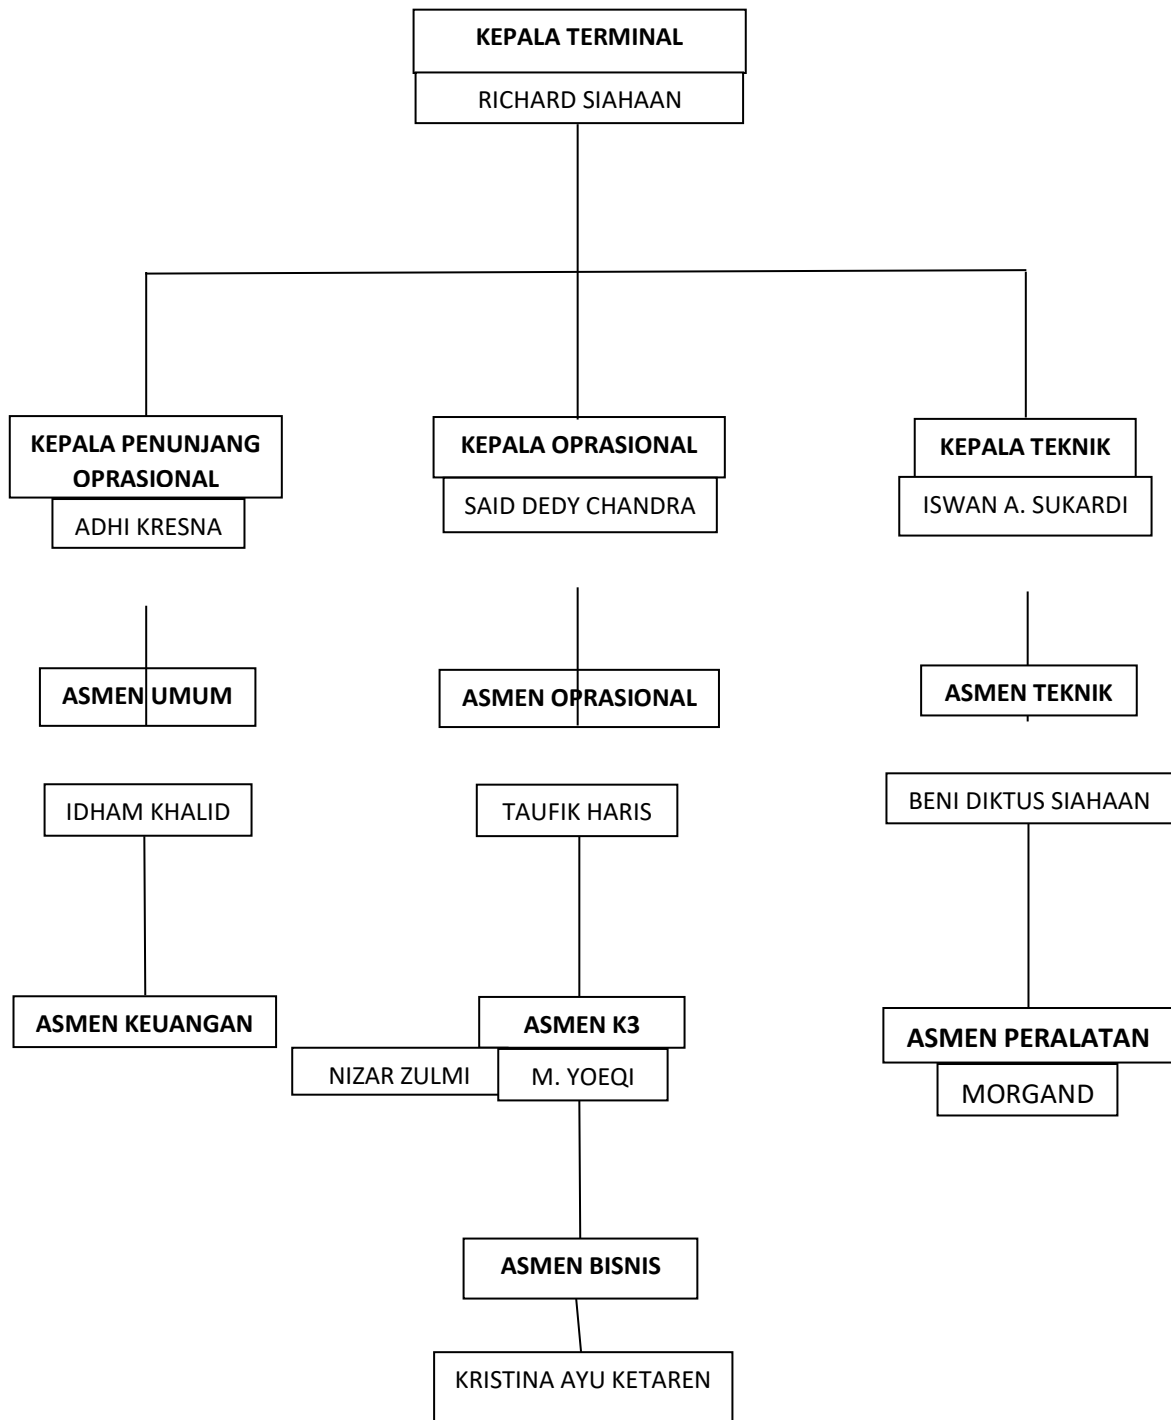 KEPALA TERMINAL
RICHARD SIAHAAN
KEPALA PENUNJANG
OPRASIONAL
ADHI KRESNA
KEPALA OPRASIONAL
SAID DEDY CHANDRA
KEPALA TEKNIK
ISWAN A. SUKARDI
ASMEN UMUM
ASMEN OPRASIONAL
ASMEN TEKNIK
IDHAM KHALID
TAUFIK HARIS
BENI DIKTUS SIAHAAN
ASMEN KEUANGAN
NIZAR ZULMI
ASMEN K3
M. YOEQI
ASMEN PERALATAN
MORGAND
ASMEN BISNIS
KRISTINA AYU KETAREN